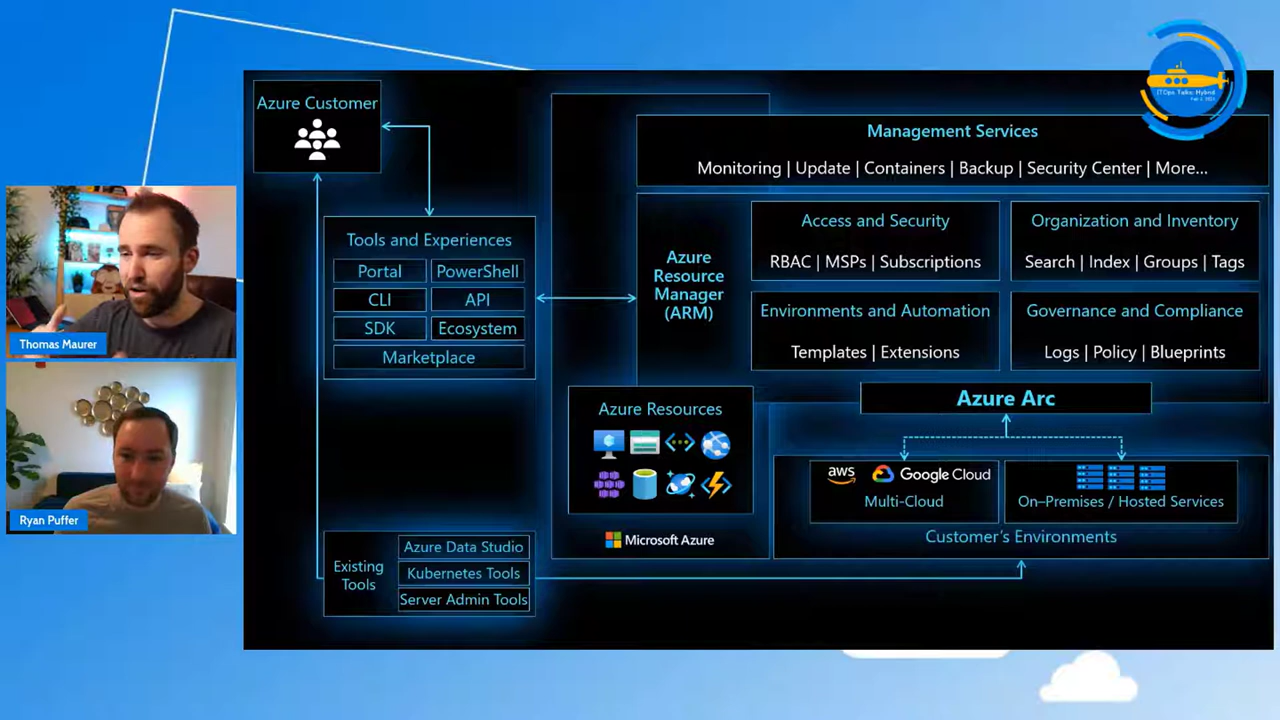 Azure Customer
Tools and Experiences
Portal
PowerShell
CLI
API
SDK
Ecosystem
Marketplace
Existing
Tools
Azure Data Studio
Kubernetes Tools
Server Admin Tools
Management Services
Monitoring | Update | Containers | Backup | Security Center | More...
Azure
Resource
Manager
(ARM)
Access and Security
RBAC | MSPs | Subscriptions
Organization and Inventory
Search | Index | Groups | Tags
Environments and Automation
Templates | Extensions
Governance and Compliance
Logs | Policy | Blueprints
Azure Arc
Azure Resources
Microsoft Azure
aws
Google Cloud
Multi-Cloud
On–Premises / Hosted Services
Customer's Environments
Thomas Maurer
Ryan Puffer
ITOps Talks: Hybrid